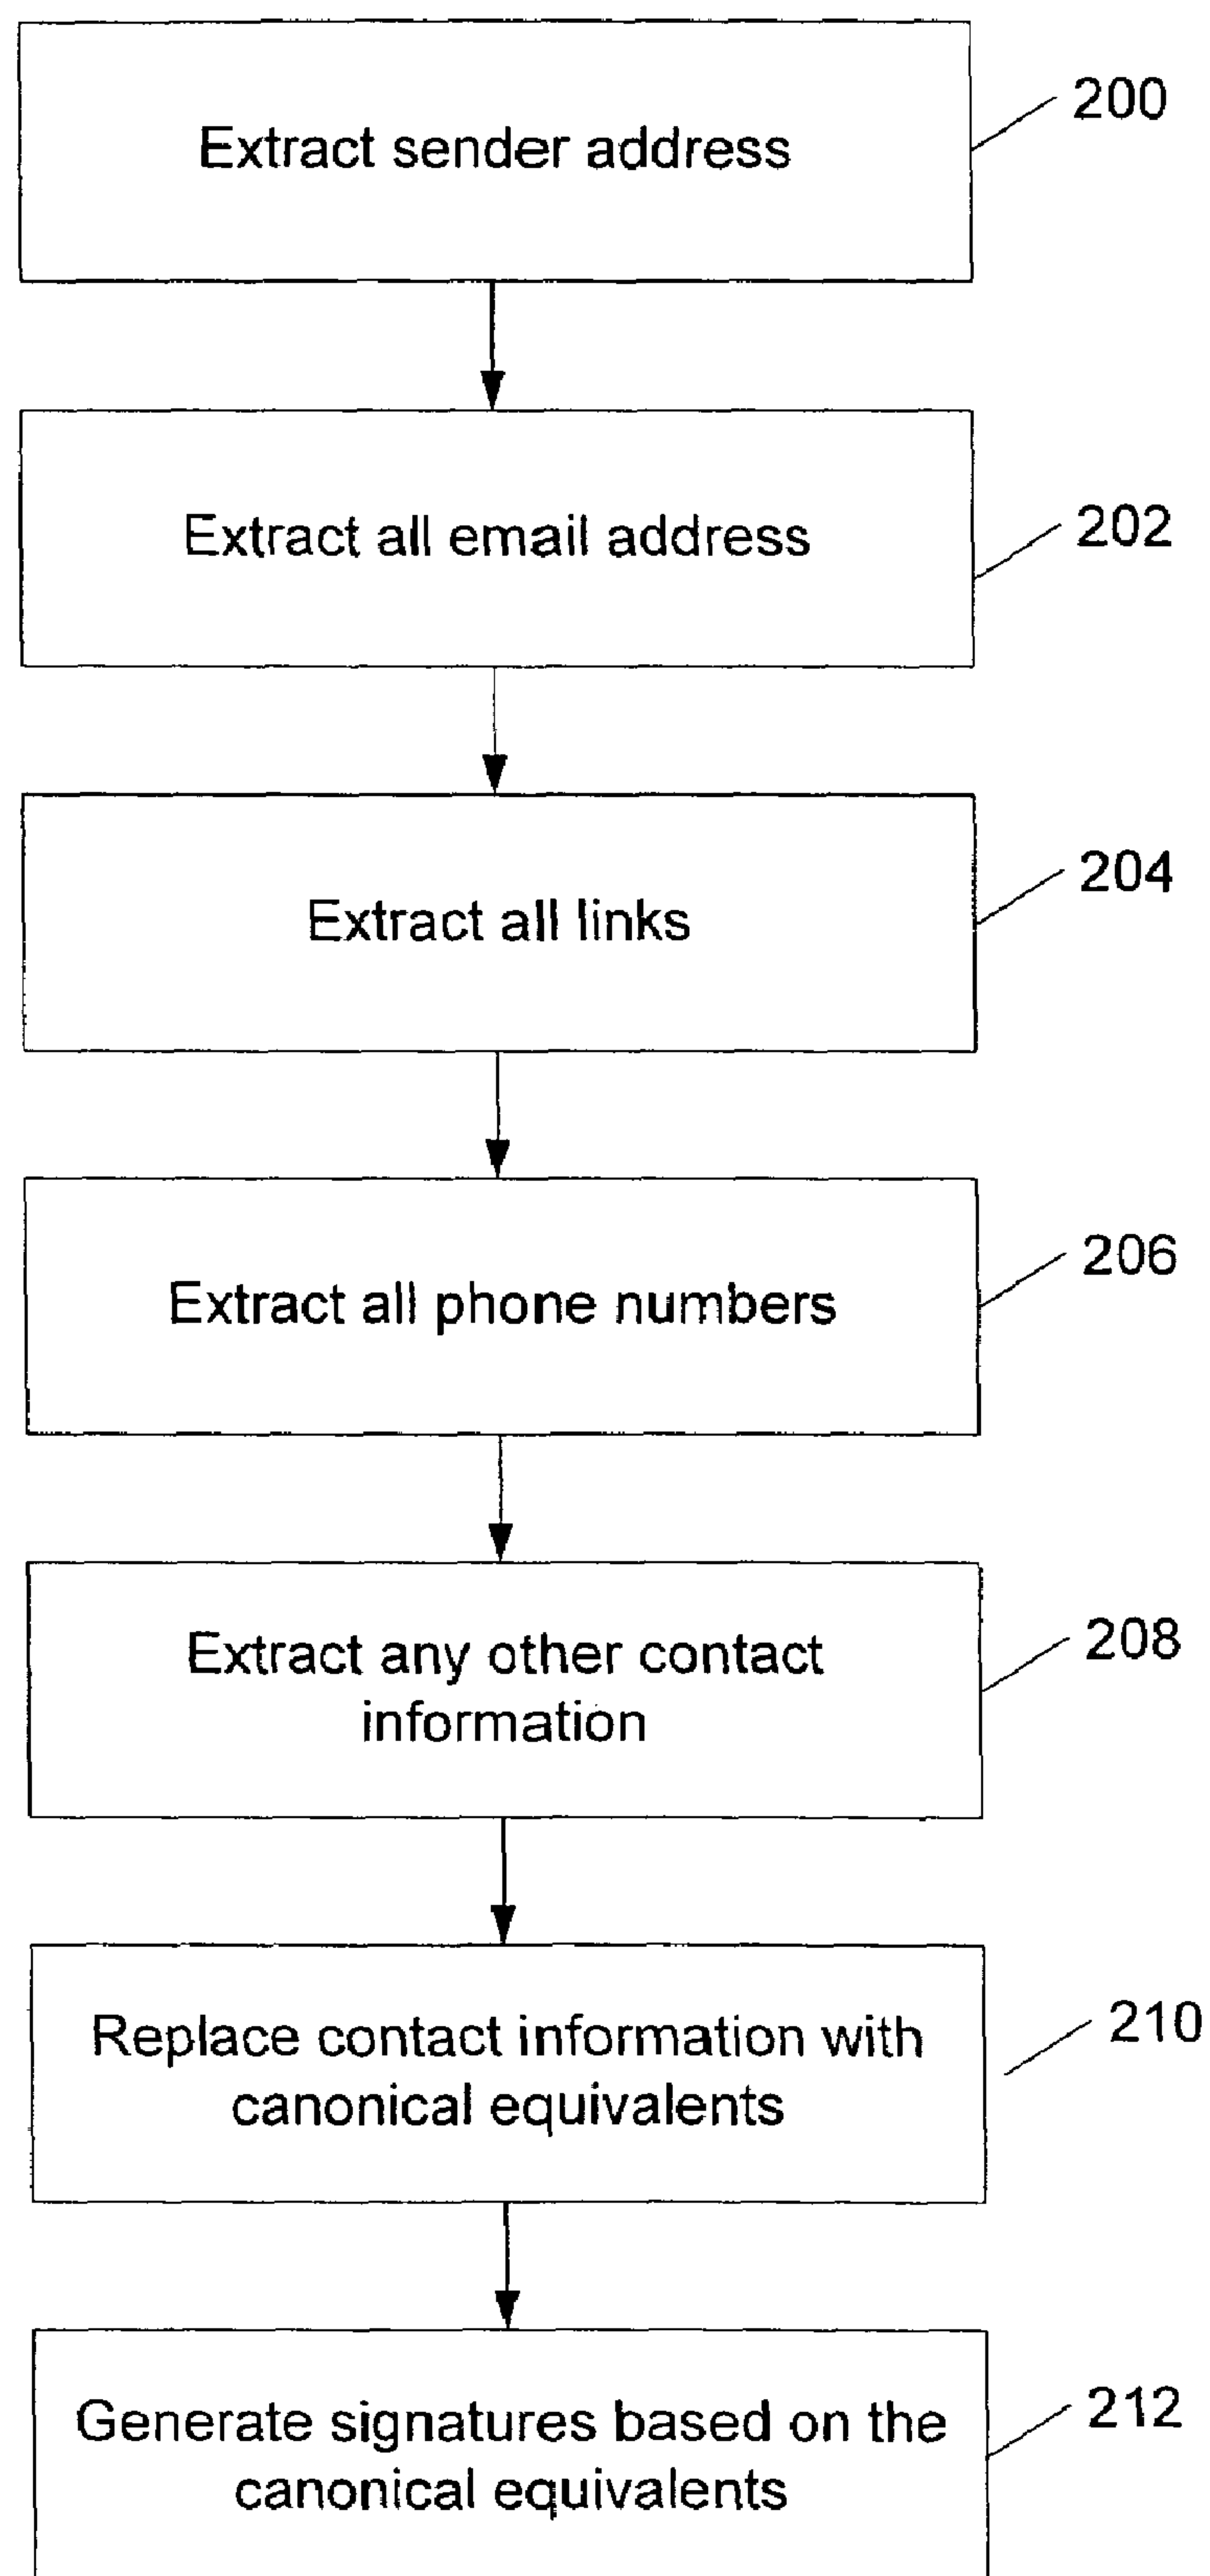 Extract sender address
200
Extract all email address
202
Extract all links
204
Extract all phone numbers
206
Extract any other contact
information
208
Replace contact information with
canonical equivalents
210
Generate signatures based on the
canonical equivalents
212